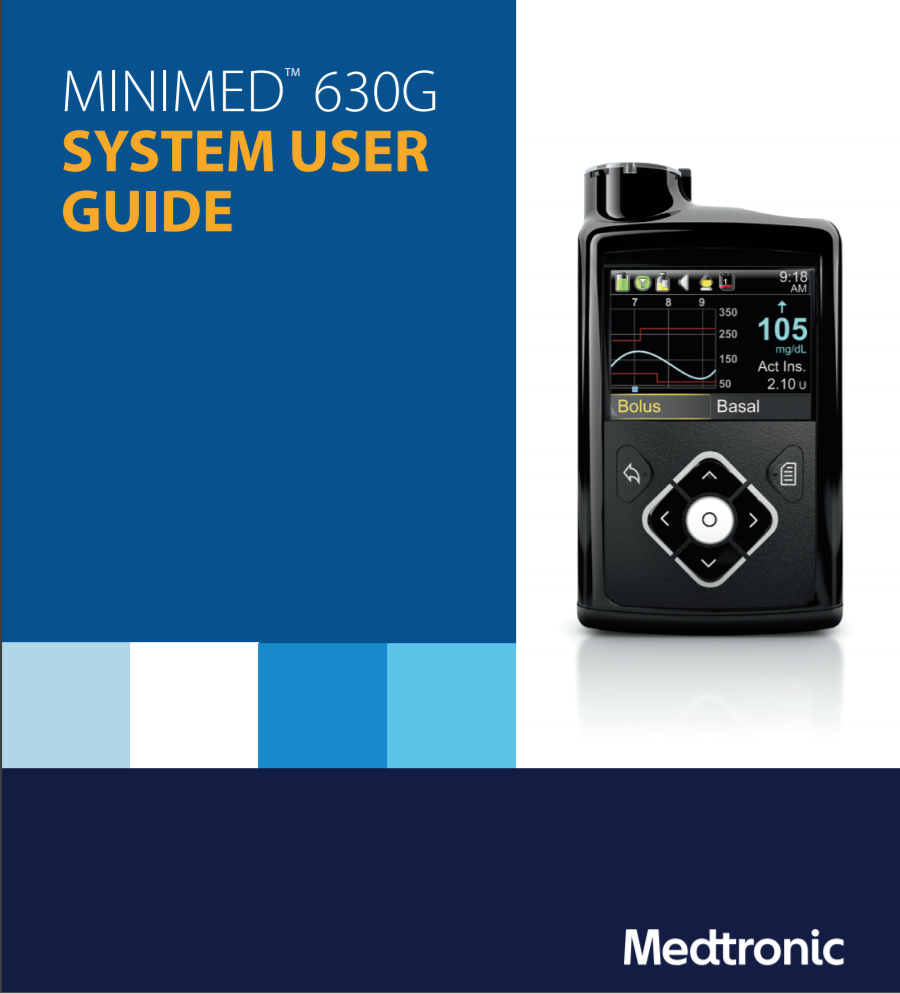 MINIMED™ 630G
SYSTEM USER
GUIDE
9:18
AM
7 8 9
350
250
150
50
105
mg/dL
Act Ins.
2.10 U
Bolus Basal
Medtronic